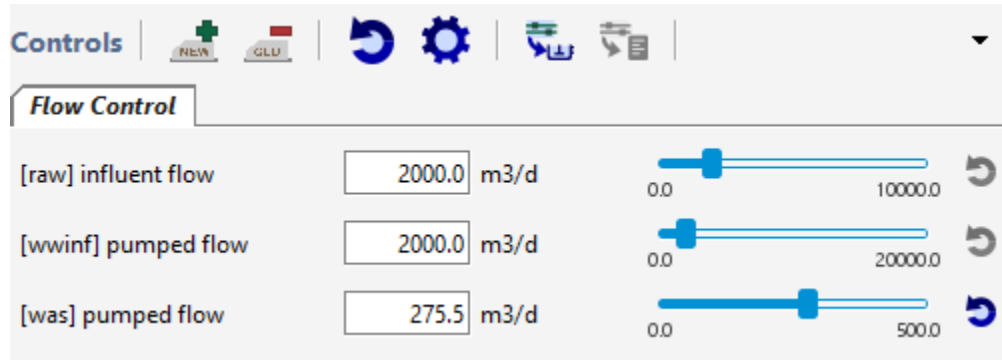 Controls NEW
Flow Control
[raw] influent flow 2000.0 m3/d
0.0 10000.0
[wwinf] pumped flow 2000.0 m3/d
0.0 20000.0
[was] pumped flow 275.5 m3/d
0.0 500.0